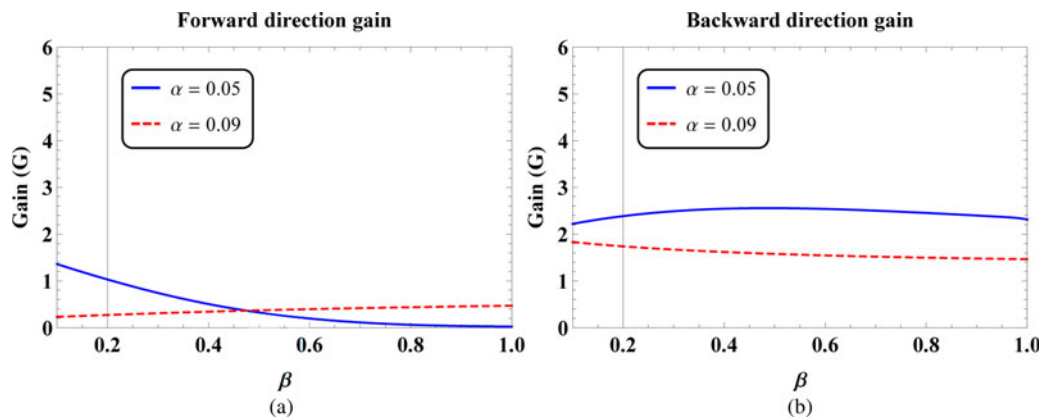 Forward direction gain
6
5
4
3
2
1
0
Gain (G)
α = 0.05
α = 0.09
0.2 0.4 0.6 0.8 1.0
β
(a)
Backward direction gain
6
5
4
3
2
1
0
Gain (G)
α = 0.05
α = 0.09
0.2 0.4 0.6 0.8 1.0
β
(b)